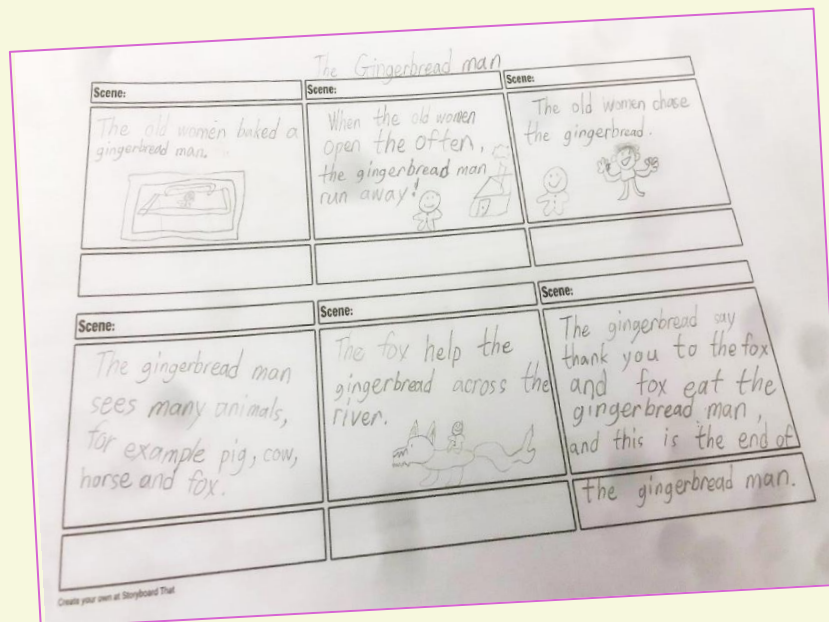 The Gingerbread man
Scene:
The old women baked a
gingerbread man.
Scene:
When the old women
open the often,
the gingerbread man
run away!
Scene:
The old women chase
the gingerbread.
Scene:
The gingerbread man
sees many animals,
for example pig, cow,
horse and fox.
Scene:
The fox help the
gingerbread across the
river.
Scene:
The gingerbread say
thank you to the fox
and fox eat the
gingerbread man,
and this is the end of
the gingerbread man.
Create your own at Storyboard That